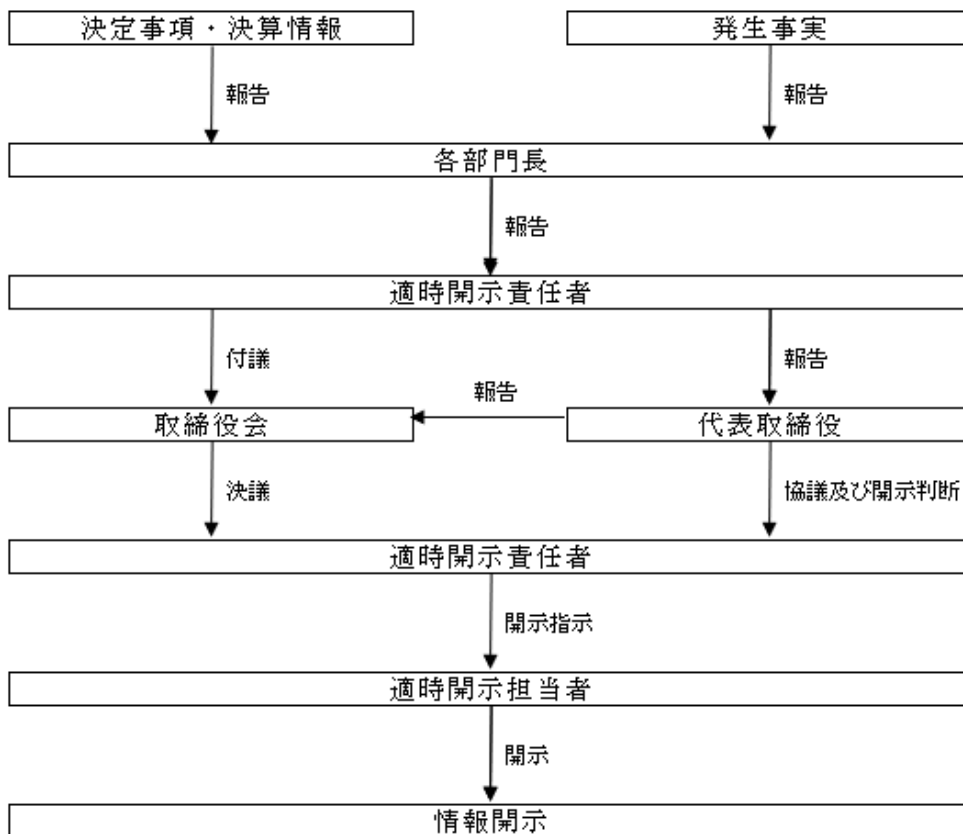 決定事項・決算情報
発生事実
報告
報告
各部門長
報告
適時開示責任者
付議
報告
報告
取締役会
代表取締役
決議
協議及び開示判断
適時開示責任者
開示指示
適時開示担当者
開示
情報開示